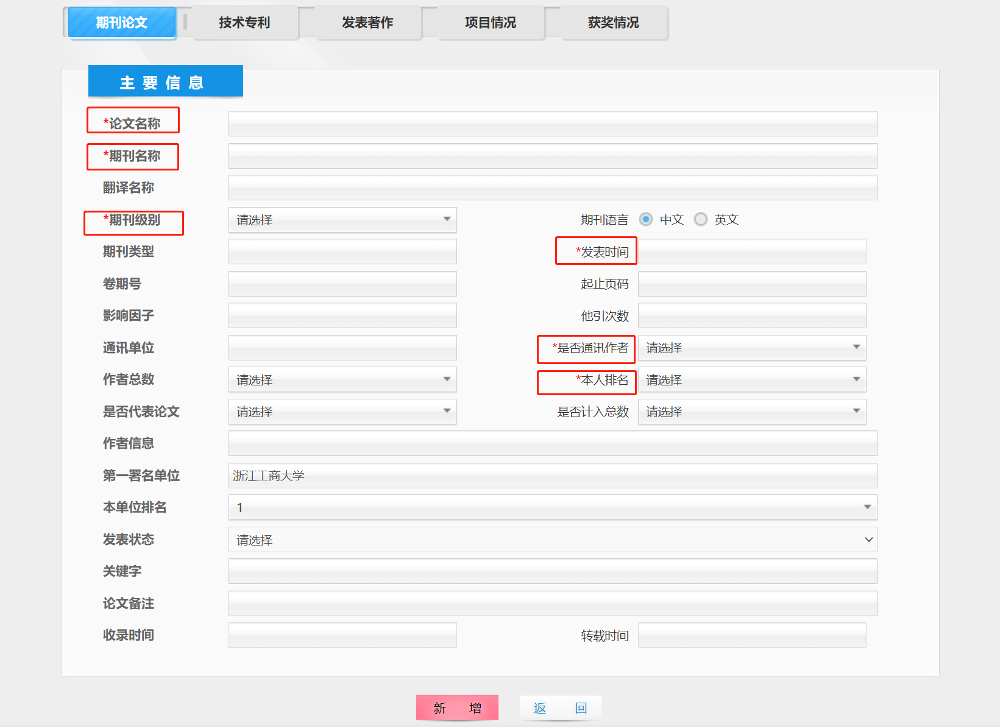 期刊论文 技术专利 发表著作 项目情况 获奖情况
主要信息
*论文名称
*期刊名称
翻译名称
*期刊级别 请选择 期刊语言 中文 英文
期刊类型 *发表时间
卷期号 起止页码
影响因子 他引次数
通讯单位 *是否通讯作者 请选择
作者总数 请选择 *本人排名 请选择
是否代表论文 请选择 是否计入总数 请选择
作者信息
第一署名单位 浙江工商大学
本单位排名 1
发表状态 请选择
关键字
论文备注
收录时间 转载时间
新增 返回